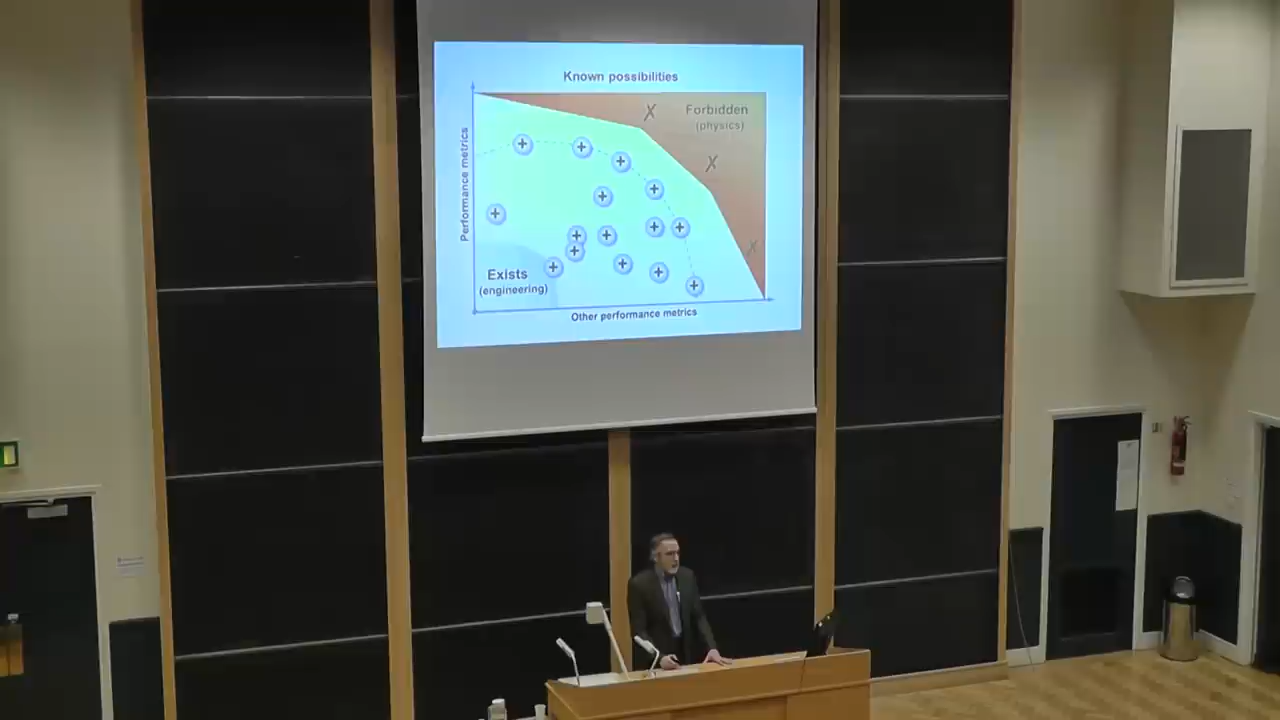 Known possibilities
Forbidden
(physics)
Performance metrics
Exists
(engineering)
Other performance metrics